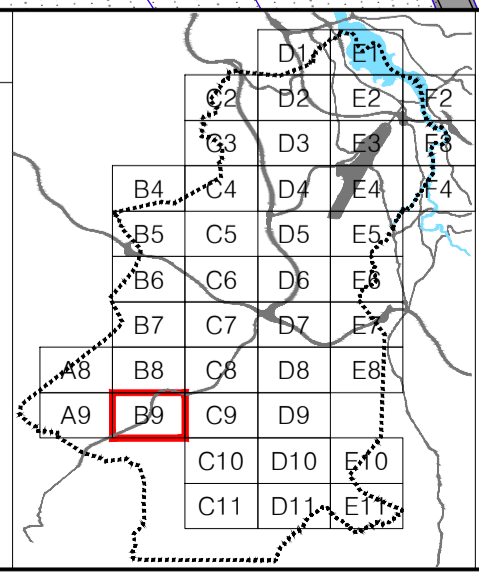 D1 E1
C2 D2 E2 F2
C3 D3 E3 F3
B4 C4 D4 E4 F4
B5 C5 D5 E5
B6 C6 D6 E6
B7 C7 D7 E7
A8 B8 C8 D8 E8
A9 B9 C9 D9
C10 D10 E10
C11 D11 E11